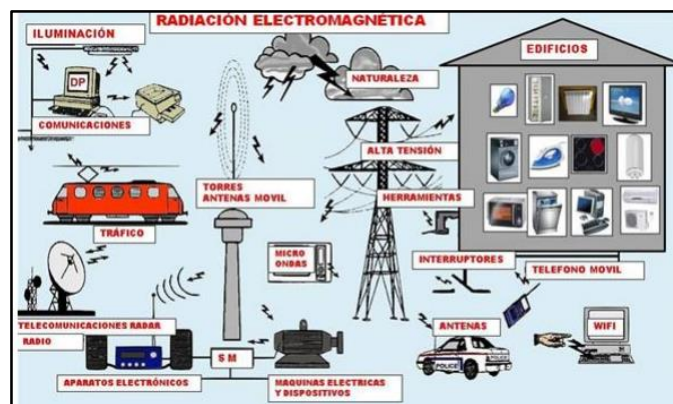 RADIACIÓN ELECTROMAGNÉTICA
ILUMINACIÓN
EDIFICIOS
DP
NATURALEZA
COMUNICACIONES
ALTA TENSIÓN
TORRES
ANTENAS MOVIL
HERRAMIENTAS
TRÁFICO
MICRO
ONDAS
INTERRUPTORES
TELEFONO MOVIL
TELECOMUNICACIONES RADAR
RADIO
ANTENAS
WIFI
S M
POLICE
POLICE
APARATOS ELECTRÓNICOS
MAQUINAS ELECTRICAS
Y DISPOSITIVOS